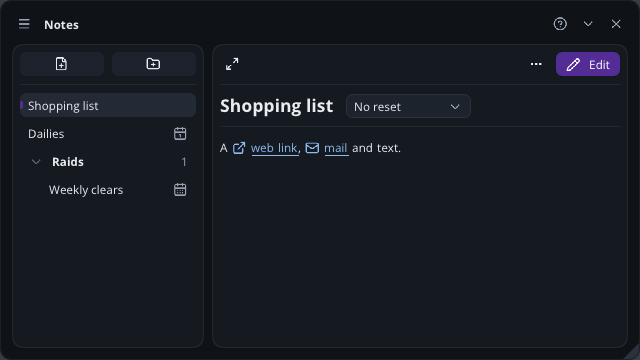 Notes
Shopping list
Dailies
Raids 1
Weekly clears
Edit
Shopping list No reset
A web link, mail and text.